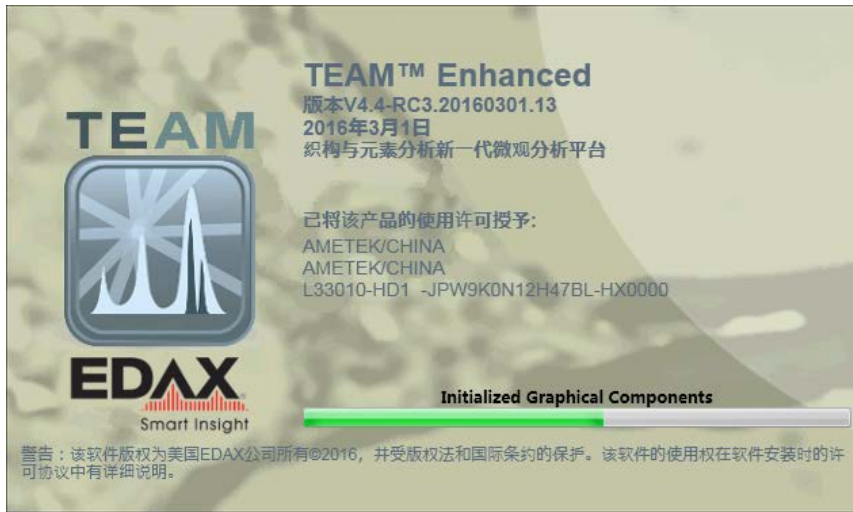 TEAM™ Enhanced
版本V4.4-RC3.20160301.13
2016年3月1日
织构与元素分析新一代微观分析平台
TEAM
已将该产品的使用许可授予:
AMETEK/CHINA
AMETEK/CHINA
L33010-HD1 -JPW9K0N12H47BL-HX0000
EDAX
Smart Insight
Initialized Graphical Components
警告：该软件版权为美国EDAX公司所有©2016，并受版权法和国际条约的保护。该软件的使用权在软件安装时的许
可协议中有详细说明。